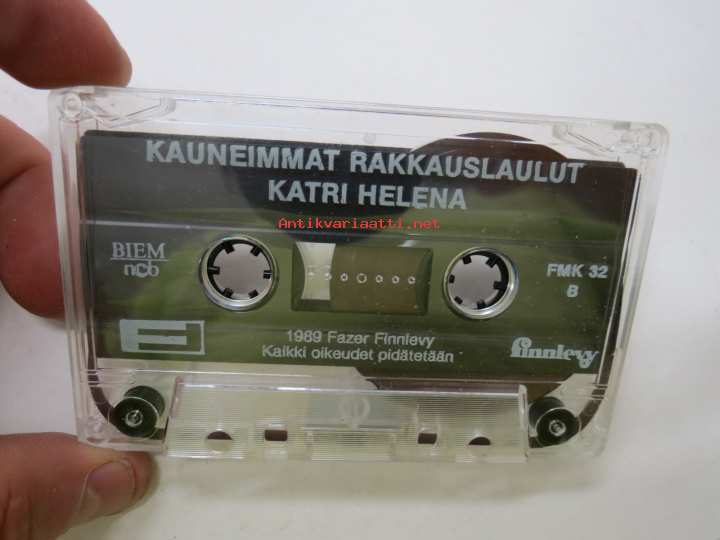 KAUNEIMMAT RAKKAUSLAULUT
KATRI HELENA
Antikvariaatti.net
BIEM
ncb
FMK 32
B
1989 Fazer Finnlevy
Kaikki oikeudet pidätetään
finnlevy